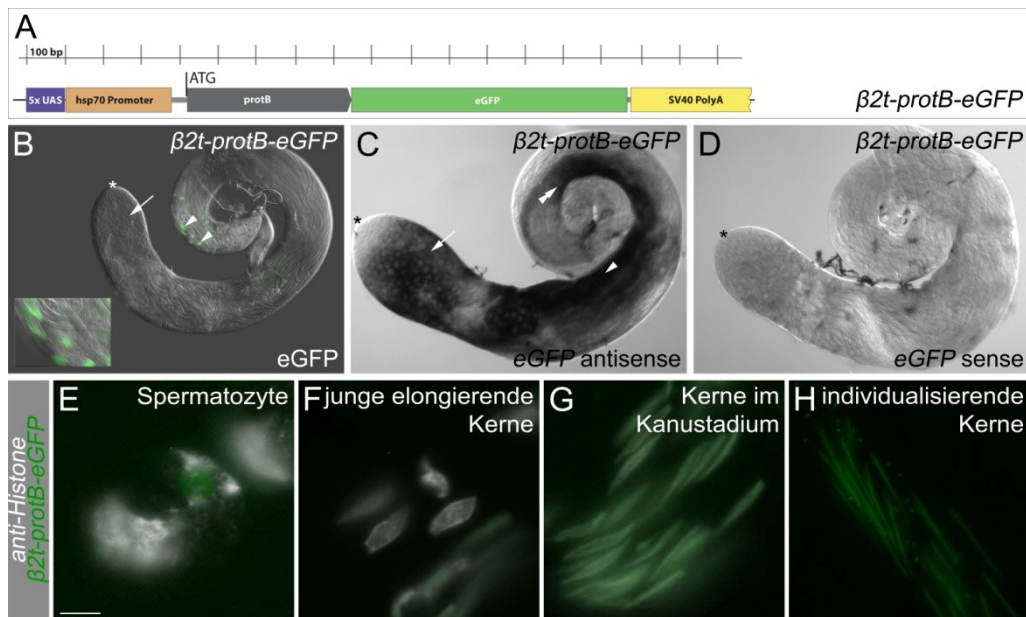 A
100 bp
ATG
5x UAS hsp70 Promoter protB eGFP SV40 PolyA
β2t-protB-eGFP
B
β2t-protB-eGFP
*
eGFP
C
β2t-protB-eGFP
*
eGFP antisense
D
β2t-protB-eGFP
*
eGFP sense
anti-Histone
β2t-protB-eGFP
E Spermatozyte
F junge elongierende
Kerne
G Kerne im
Kanustadium
H individualisierende
Kerne